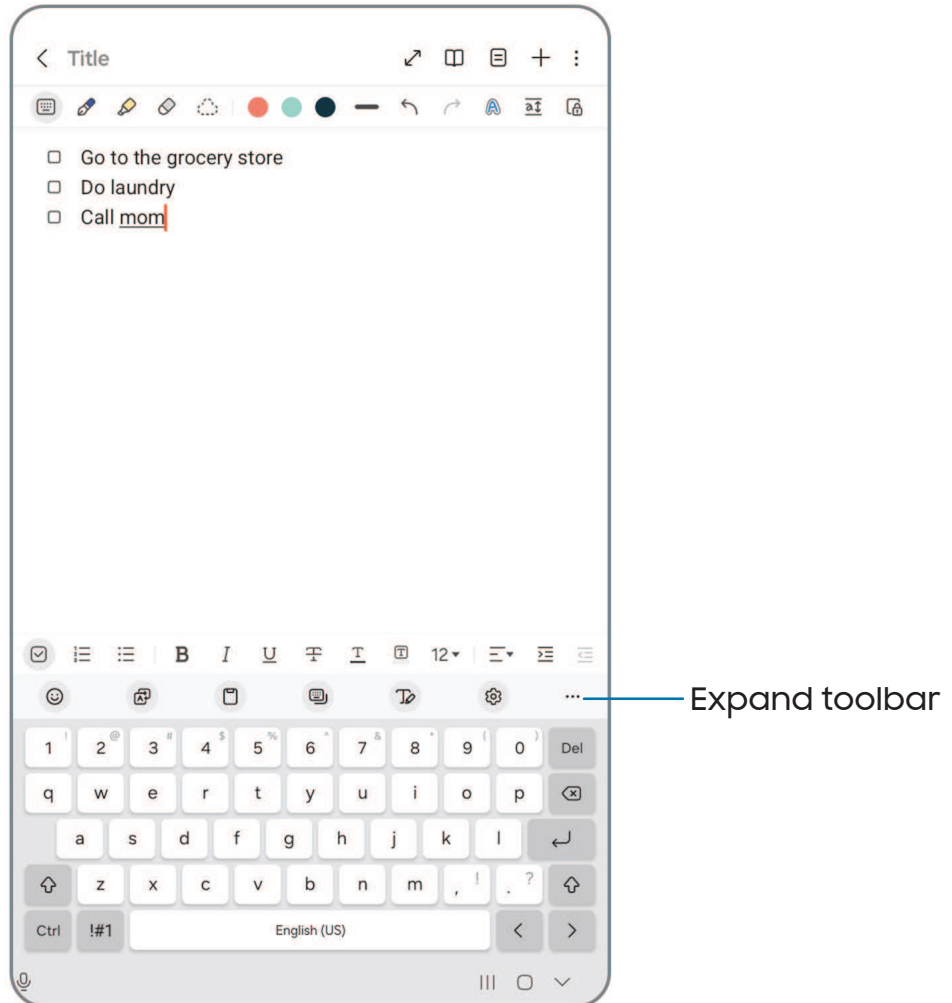 Title
Go to the grocery store
Do laundry
Call mom
B I U T T T 12
Expand toolbar
1 ! 2 @ 3 # 4 $ 5 % 6 ^ 7 & 8 * 9 ( 0 ) Del
q w e r t y u i o p
a s d f g h j k l
z x c v b n m , ! . ?
Ctrl !#1 English (US) < >